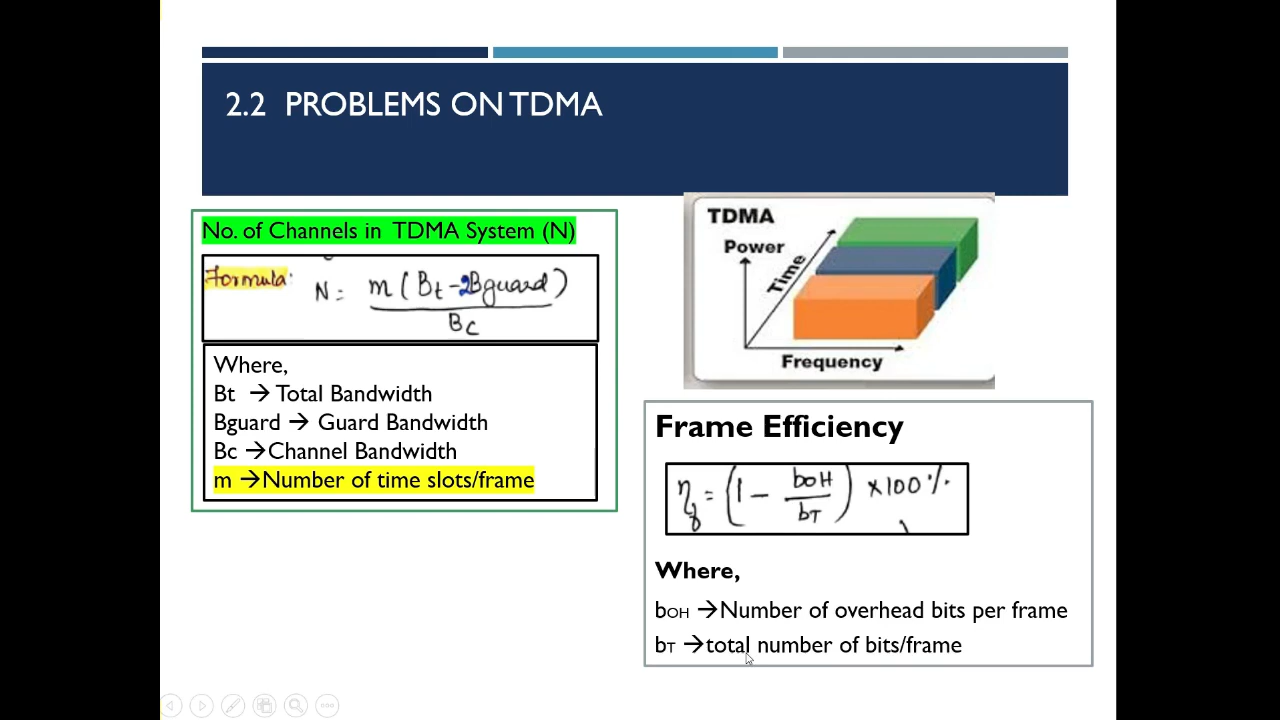 2.2 PROBLEMS ON TDMA
No. of Channels in TDMA System (N)
Formula: N = m ( Bt - 2Bguard )
Bc
Where,
Bt → Total Bandwidth
Bguard → Guard Bandwidth
Bc → Channel Bandwidth
m → Number of time slots/frame
TDMA
Power
Time
Frequency
Frame Efficiency
ηf = (1 - bOH / bT) × 100 %
Where,
bOH → Number of overhead bits per frame
bT → total number of bits/frame